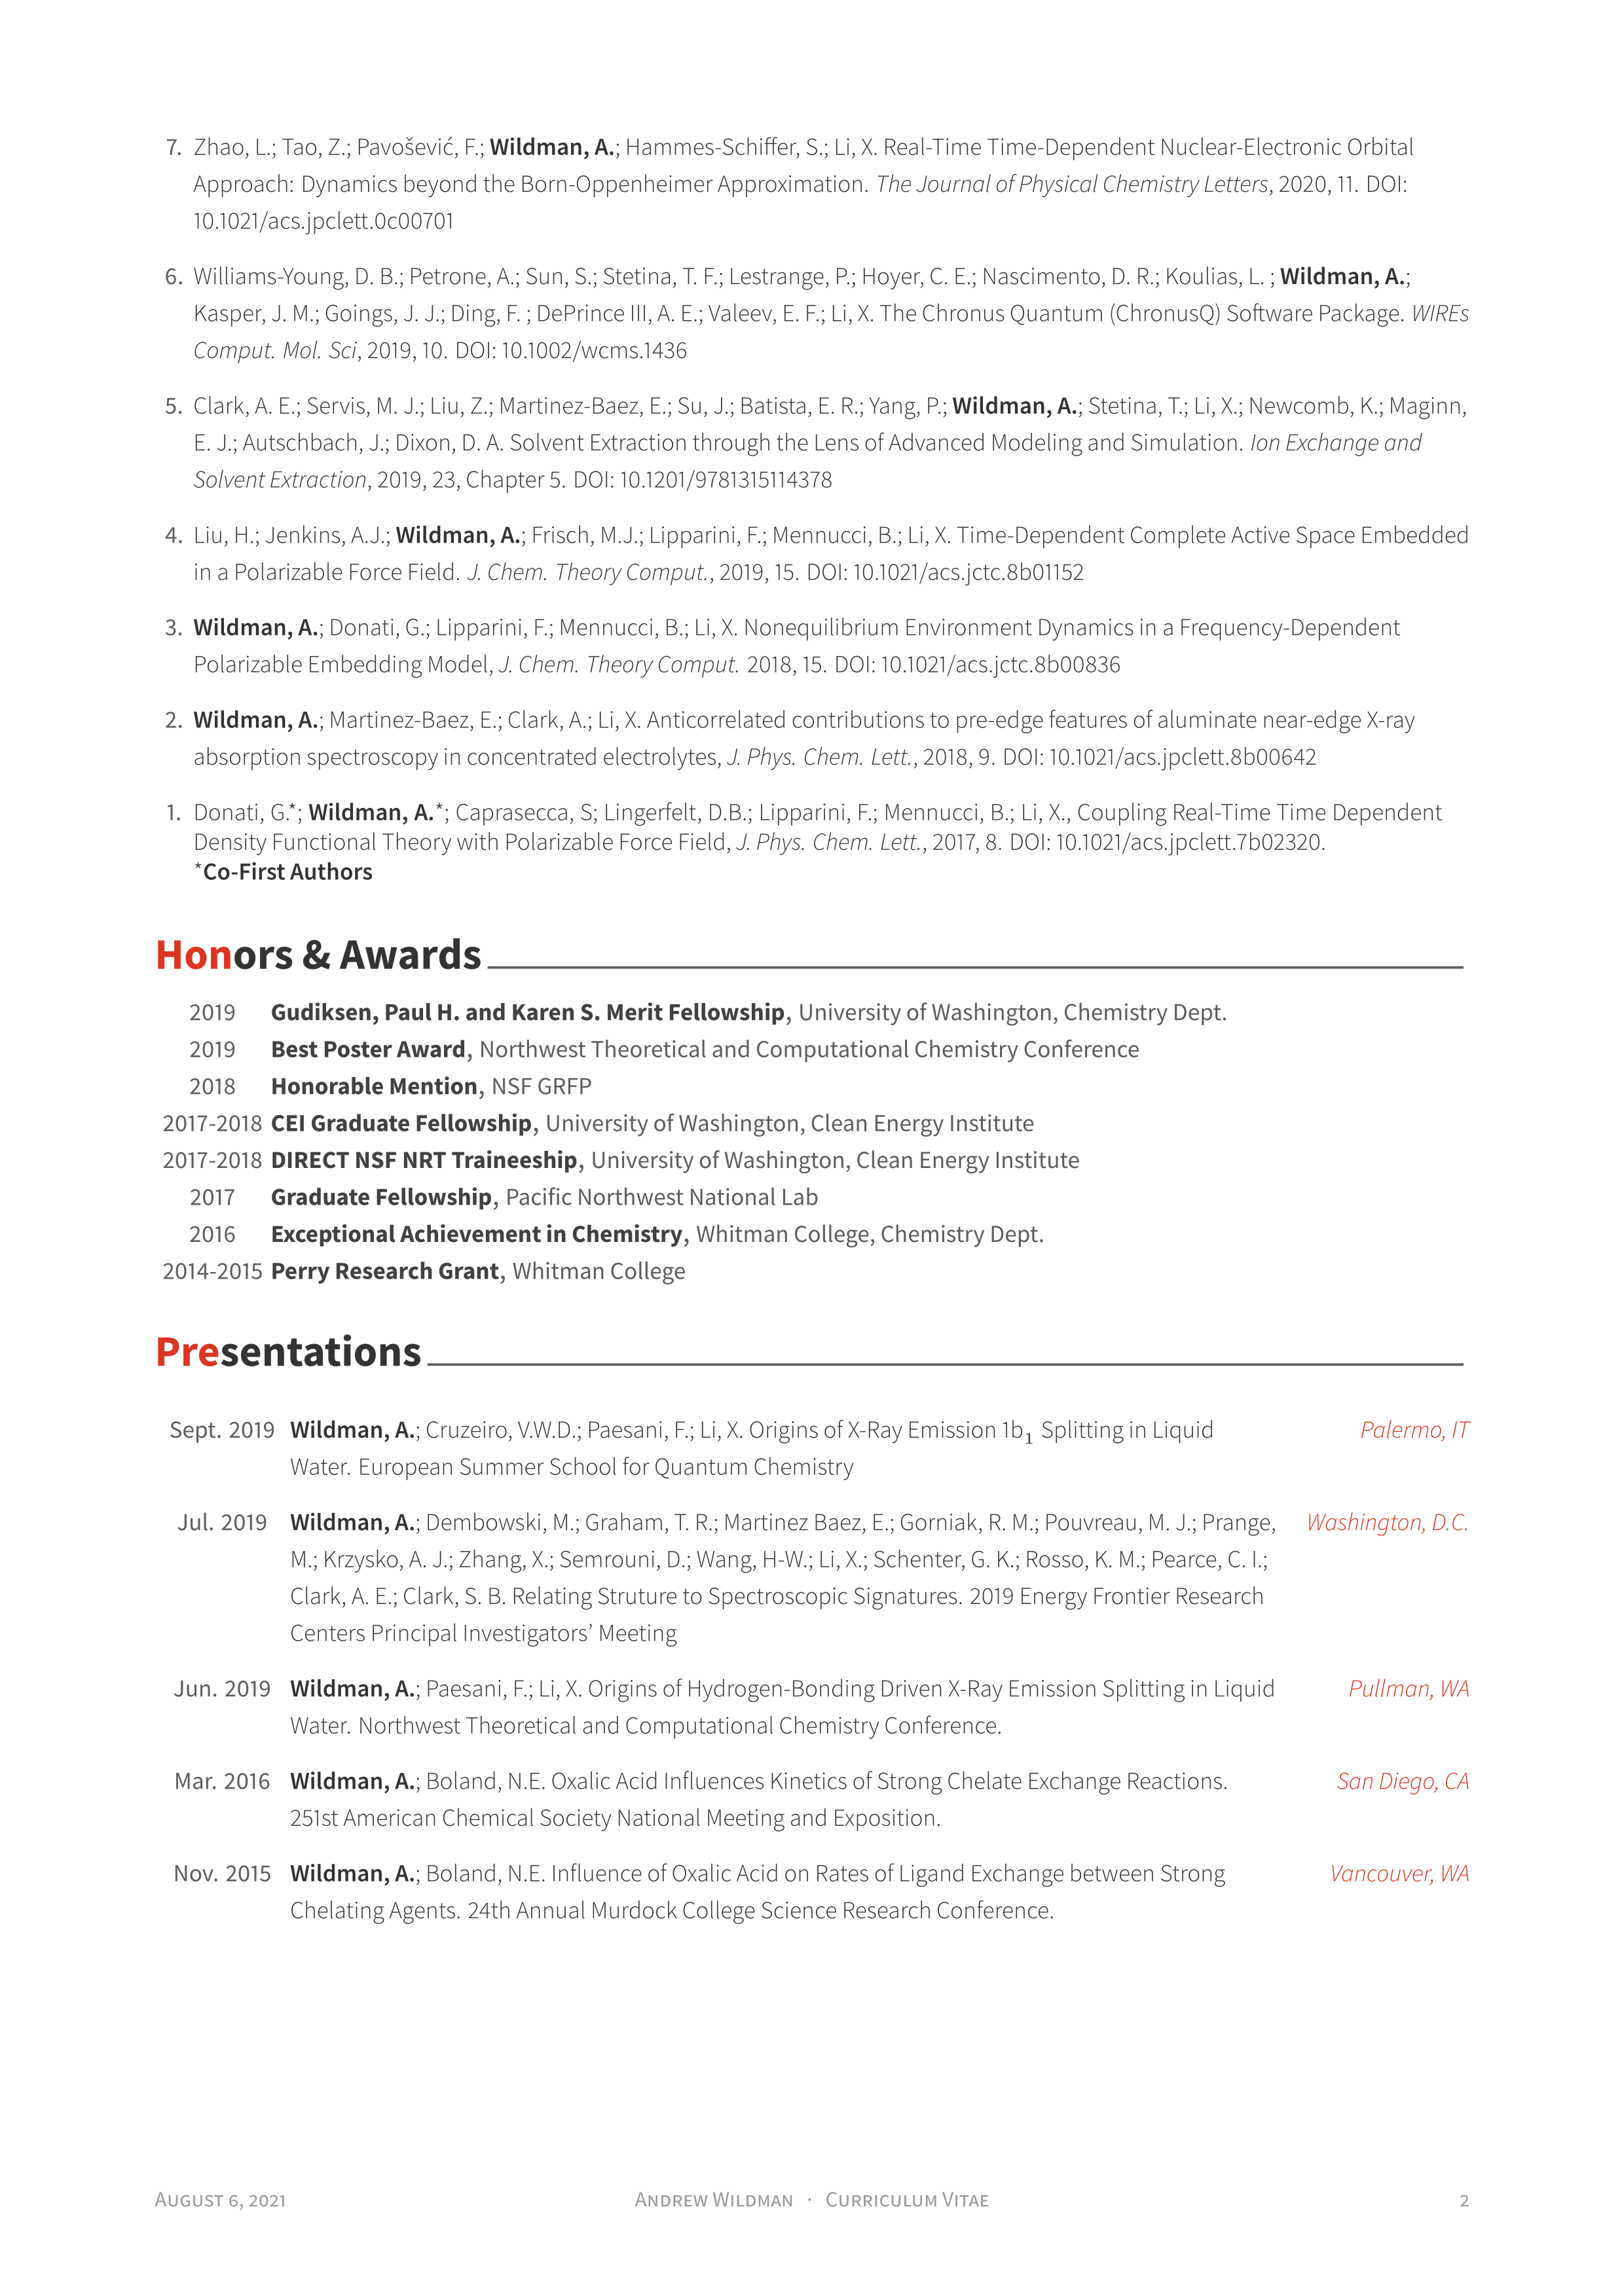 7. Zhao, L.; Tao, Z.; Pavošević, F.; Wildman, A.; Hammes-Schiffer, S.; Li, X. Real-Time Time-Dependent Nuclear-Electronic Orbital
Approach: Dynamics beyond the Born-Oppenheimer Approximation. The Journal of Physical Chemistry Letters, 2020, 11. DOI:
10.1021/acs.jpclett.0c00701
6. Williams-Young, D. B.; Petrone, A.; Sun, S.; Stetina, T. F.; Lestrange, P.; Hoyer, C. E.; Nascimento, D. R.; Koulias, L. ; Wildman, A.;
Kasper, J. M.; Goings, J. J.; Ding, F. ; DePrince III, A. E.; Valeev, E. F.; Li, X. The Chronus Quantum (ChronusQ) Software Package. WIREs
Comput. Mol. Sci, 2019, 10. DOI: 10.1002/wcms.1436
5. Clark, A. E.; Servis, M. J.; Liu, Z.; Martinez-Baez, E.; Su, J.; Batista, E. R.; Yang, P.; Wildman, A.; Stetina, T.; Li, X.; Newcomb, K.; Maginn,
E. J.; Autschbach, J.; Dixon, D. A. Solvent Extraction through the Lens of Advanced Modeling and Simulation. Ion Exchange and
Solvent Extraction, 2019, 23, Chapter 5. DOI: 10.1201/9781315114378
4. Liu, H.; Jenkins, A.J.; Wildman, A.; Frisch, M.J.; Lipparini, F.; Mennucci, B.; Li, X. Time-Dependent Complete Active Space Embedded
in a Polarizable Force Field. J. Chem. Theory Comput., 2019, 15. DOI: 10.1021/acs.jctc.8b01152
3. Wildman, A.; Donati, G.; Lipparini, F.; Mennucci, B.; Li, X. Nonequilibrium Environment Dynamics in a Frequency-Dependent
Polarizable Embedding Model, J. Chem. Theory Comput. 2018, 15. DOI: 10.1021/acs.jctc.8b00836
2. Wildman, A.; Martinez-Baez, E.; Clark, A.; Li, X. Anticorrelated contributions to pre-edge features of aluminate near-edge X-ray
absorption spectroscopy in concentrated electrolytes, J. Phys. Chem. Lett., 2018, 9. DOI: 10.1021/acs.jpclett.8b00642
1. Donati, G.*; Wildman, A.*; Caprasecca, S; Lingerfelt, D.B.; Lipparini, F.; Mennucci, B.; Li, X., Coupling Real-Time Time Dependent
Density Functional Theory with Polarizable Force Field, J. Phys. Chem. Lett., 2017, 8. DOI: 10.1021/acs.jpclett.7b02320.
*Co-First Authors
Honors & Awards
2019 Gudiksen, Paul H. and Karen S. Merit Fellowship, University of Washington, Chemistry Dept.
2019 Best Poster Award, Northwest Theoretical and Computational Chemistry Conference
2018 Honorable Mention, NSF GRFP
2017-2018 CEI Graduate Fellowship, University of Washington, Clean Energy Institute
2017-2018 DIRECT NSF NRT Traineeship, University of Washington, Clean Energy Institute
2017 Graduate Fellowship, Pacific Northwest National Lab
2016 Exceptional Achievement in Chemistry, Whitman College, Chemistry Dept.
2014-2015 Perry Research Grant, Whitman College
Presentations
Sept. 2019 Wildman, A.; Cruzeiro, V.W.D.; Paesani, F.; Li, X. Origins of X-Ray Emission 1b₁ Splitting in Liquid Palermo, IT
Water. European Summer School for Quantum Chemistry
Jul. 2019 Wildman, A.; Dembowski, M.; Graham, T. R.; Martinez Baez, E.; Gorniak, R. M.; Pouvreau, M. J.; Prange, Washington, D.C.
M.; Krzysko, A. J.; Zhang, X.; Semrouni, D.; Wang, H-W.; Li, X.; Schenter, G. K.; Rosso, K. M.; Pearce, C. I.;
Clark, A. E.; Clark, S. B. Relating Struture to Spectroscopic Signatures. 2019 Energy Frontier Research
Centers Principal Investigators’ Meeting
Jun. 2019 Wildman, A.; Paesani, F.; Li, X. Origins of Hydrogen-Bonding Driven X-Ray Emission Splitting in Liquid Pullman, WA
Water. Northwest Theoretical and Computational Chemistry Conference.
Mar. 2016 Wildman, A.; Boland, N.E. Oxalic Acid Influences Kinetics of Strong Chelate Exchange Reactions. San Diego, CA
251st American Chemical Society National Meeting and Exposition.
Nov. 2015 Wildman, A.; Boland, N.E. Influence of Oxalic Acid on Rates of Ligand Exchange between Strong Vancouver, WA
Chelating Agents. 24th Annual Murdock College Science Research Conference.
August 6, 2021 Andrew Wildman · Curriculum Vitae 2